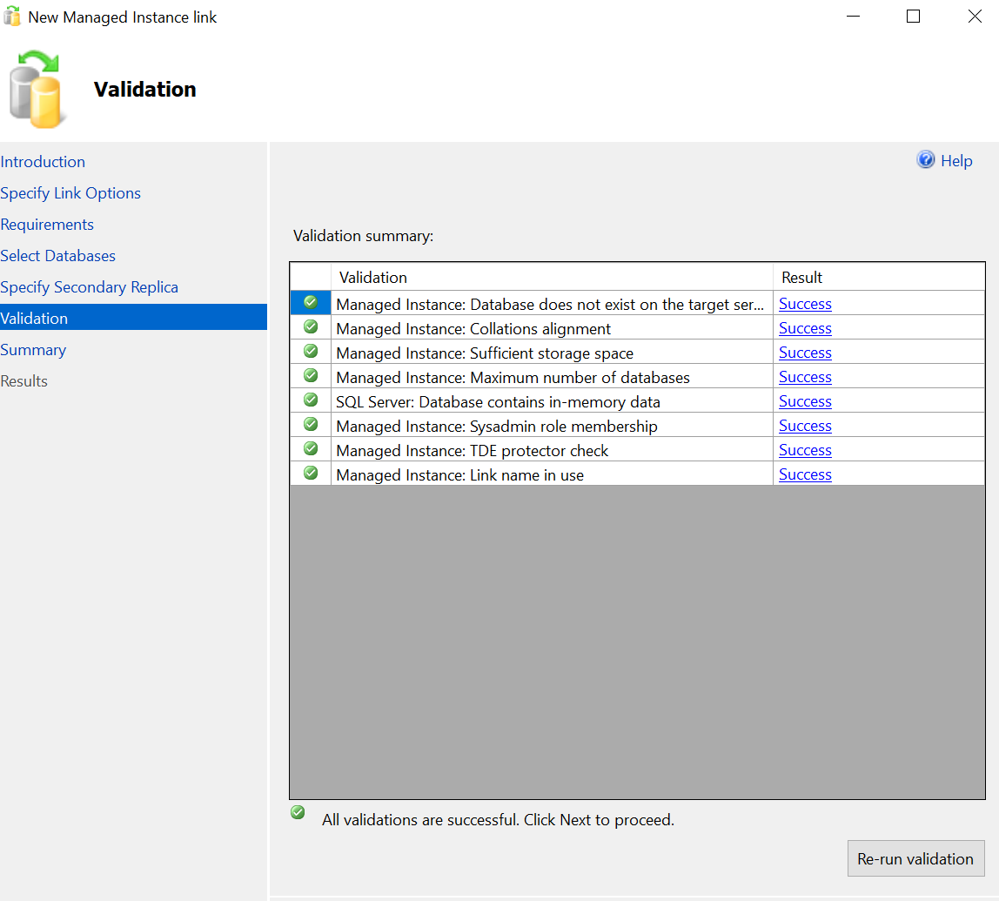 New Managed Instance link
Validation
Introduction
Specify Link Options
Requirements
Select Databases
Specify Secondary Replica
Validation
Summary
Results
Help
Validation summary:
Validation Result
Managed Instance: Database does not exist on the target ser... Success
Managed Instance: Collations alignment Success
Managed Instance: Sufficient storage space Success
Managed Instance: Maximum number of databases Success
SQL Server: Database contains in-memory data Success
Managed Instance: Sysadmin role membership Success
Managed Instance: TDE protector check Success
Managed Instance: Link name in use Success
All validations are successful. Click Next to proceed.
Re-run validation